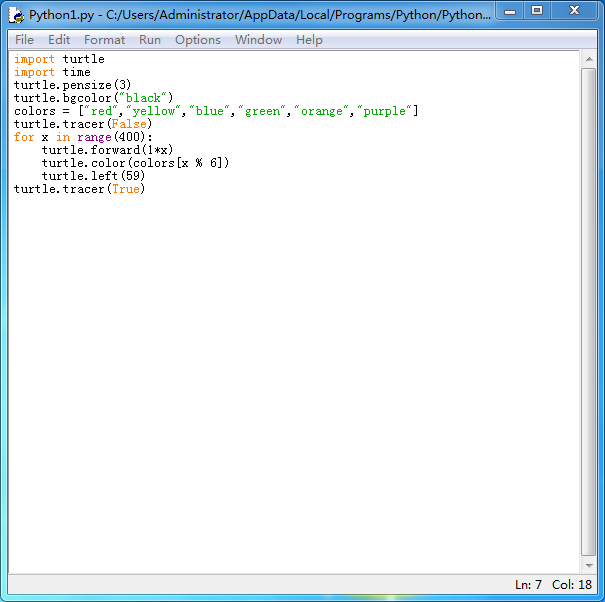 Python1.py - C:/Users/Administrator/AppData/Local/Programs/Python/Python...
File Edit Format Run Options Window Help
import turtle
import time
turtle.pensize(3)
turtle.bgcolor("black")
colors = ["red","yellow","blue","green","orange","purple"]
turtle.tracer(False)
for x in range(400):
    turtle.forward(1*x)
    turtle.color(colors[x % 6])
    turtle.left(59)
turtle.tracer(True)
Ln: 7 Col: 18